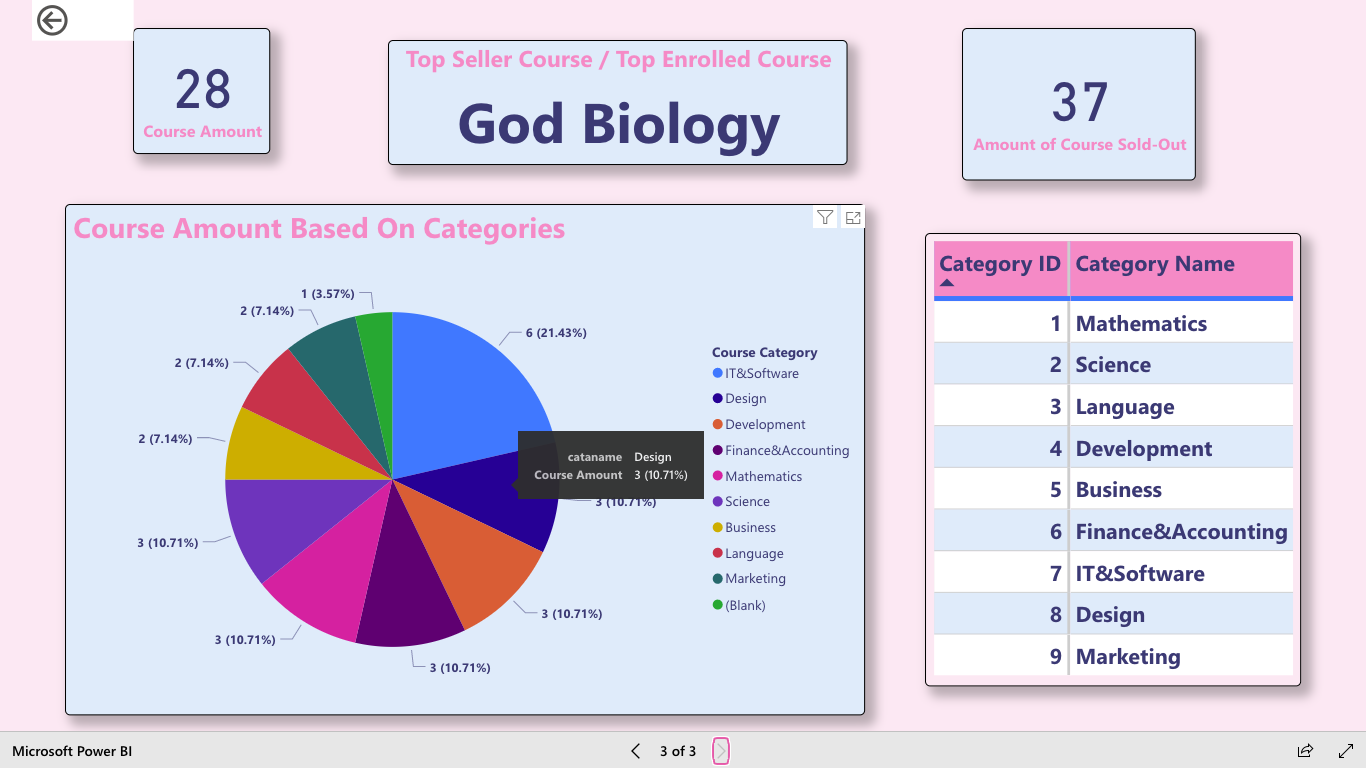 28
Course Amount
Top Seller Course / Top Enrolled Course
God Biology
37
Amount of Course Sold-Out
Course Amount Based On Categories
1 (3.57%)
2 (7.14%)
6 (21.43%)
2 (7.14%)
2 (7.14%)
3 (10.71%)
3 (10.71%)
3 (10.71%)
3 (10.71%)
3 (10.71%)
cataname Design
Course Amount 3 (10.71%)
Course Category
IT&Software
Design
Development
Finance&Accounting
Mathematics
Science
Business
Language
Marketing
(Blank)
Category ID Category Name
1 Mathematics
2 Science
3 Language
4 Development
5 Business
6 Finance&Accounting
7 IT&Software
8 Design
9 Marketing
Microsoft Power BI
3 of 3